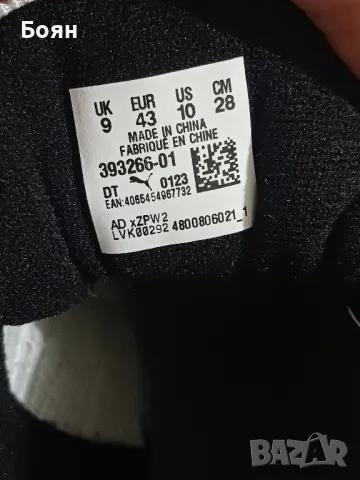 Боян
UK EUR US CM
9 43 10 28
MADE IN CHINA
FABRIQUÉ EN CHINE
393266-01
DT 0123
EAN:4065454967732
AD xZPW2
LVK00292 4800806021_1
BAZAR